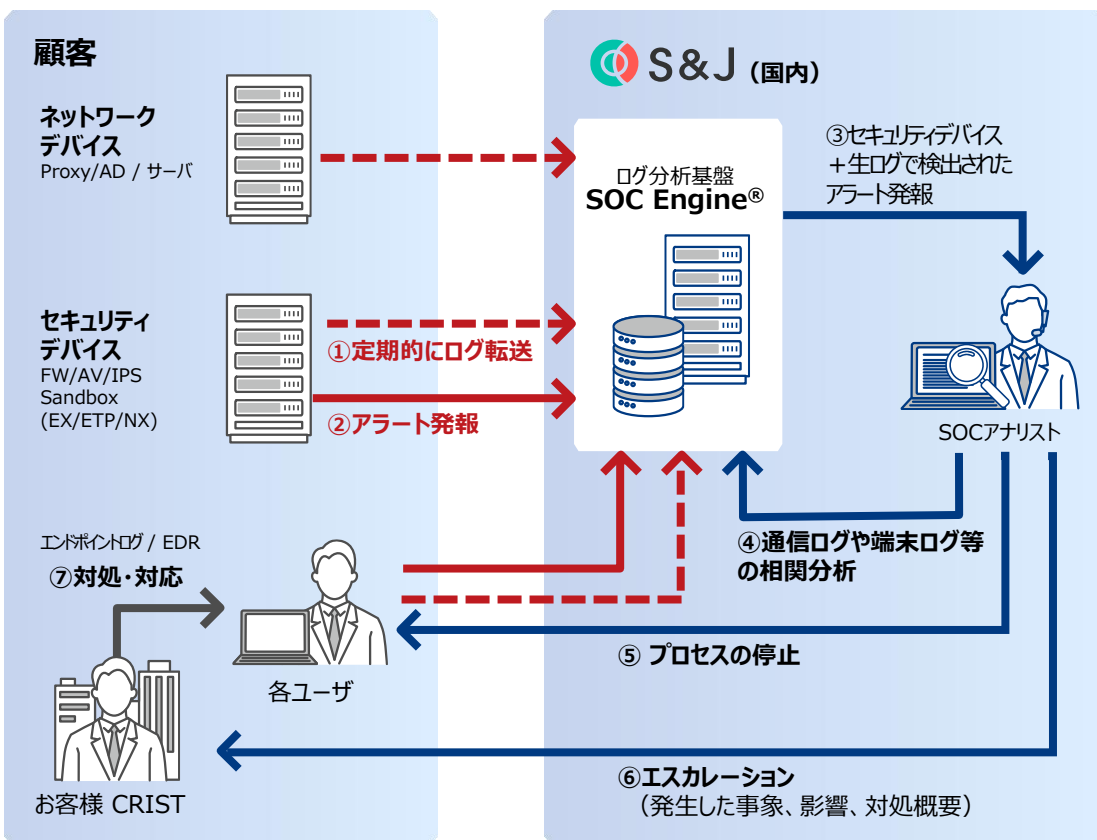 顧客
ネットワーク
デバイス
Proxy/AD / サーバ
セキュリティ
デバイス
FW/AV/IPS
Sandbox
(EX/ETP/NX)
①定期的にログ転送
②アラート発報
エンドポイントログ / EDR
⑦対処・対応
各ユーザ
お客様 CRIST
S&J（国内）
ログ分析基盤
SOC Engine®
③セキュリティデバイス
＋生ログで検出された
アラート発報
SOCアナリスト
④通信ログや端末ログ等
の相関分析
⑤ プロセスの停止
⑥エスカレーション
（発生した事象、影響、対処概要）